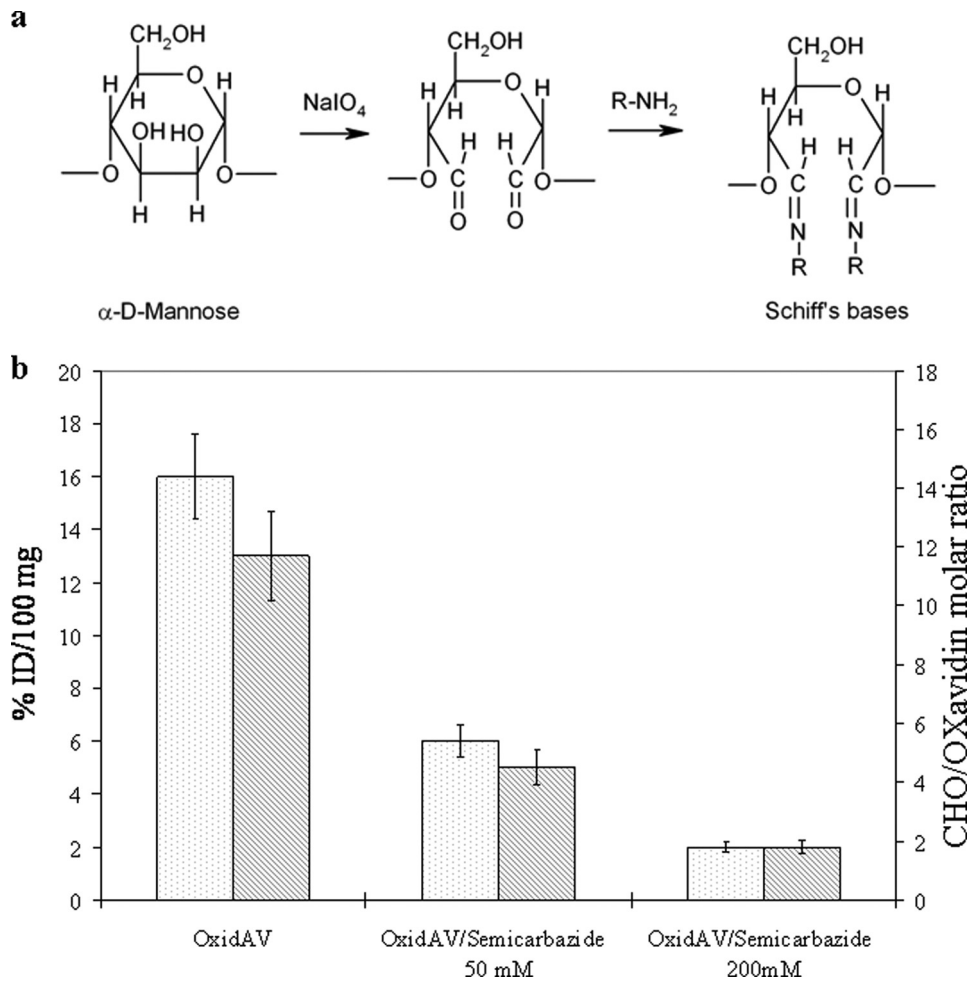 a
CH2OH
O
H
H
H
OH HO
O
O
H
H
α-D-Mannose
NaIO4
CH2OH
O
H
H
H
H
H
O
C
C
O
O
O
R-NH2
CH2OH
O
H
H
H
H
H
O
C
C
O
N
N
R
R
Schiff's bases
b
% ID/100 mg
20
18
16
14
12
10
8
6
4
2
0
18
16
14
12
10
8
6
4
2
0
CHO/OXavidin molar ratio
OxidAV
OxidAV/Semicarbazide
50 mM
OxidAV/Semicarbazide
200mM